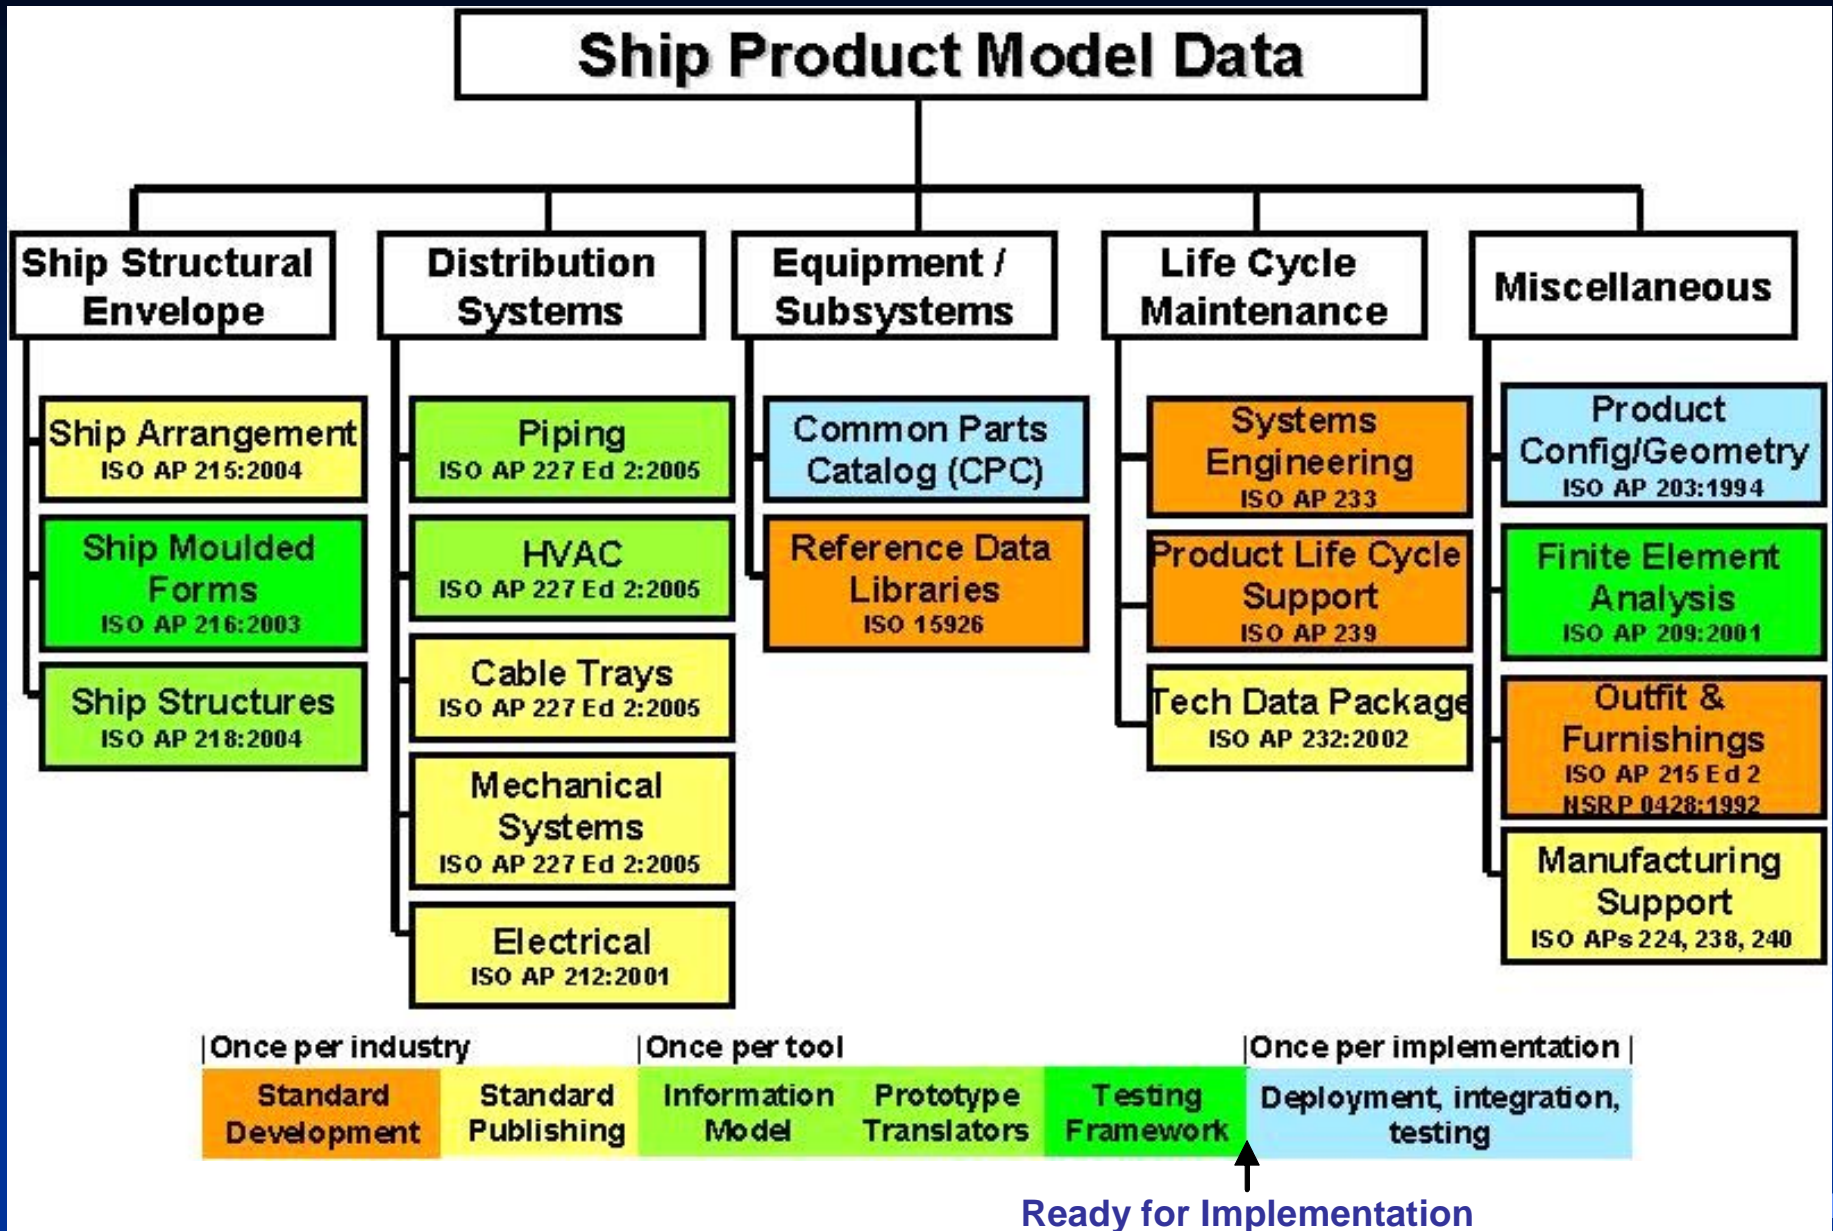 Ship Product Model Data
Ship Structural
Envelope
Ship Arrangement
ISO AP 215:2004
Ship Moulded
Forms
ISO AP 216:2003
Ship Structures
ISO AP 218:2004
Distribution
Systems
Piping
ISO AP 227 Ed 2:2005
HVAC
ISO AP 227 Ed 2:2005
Cable Trays
ISO AP 227 Ed 2:2005
Mechanical
Systems
ISO AP 227 Ed 2:2005
Electrical
ISO AP 212:2001
Equipment /
Subsystems
Common Parts
Catalog (CPC)
Reference Data
Libraries
ISO 15926
Life Cycle
Maintenance
Systems
Engineering
ISO AP 233
Product Life Cycle
Support
ISO AP 239
Tech Data Package
ISO AP 232:2002
Miscellaneous
Product
Config/Geometry
ISO AP 203:1994
Finite Element
Analysis
ISO AP 209:2001
Outfit &
Furnishings
ISO AP 215 Ed 2
NSRP 0428:1992
Manufacturing
Support
ISO APs 224, 238, 240
|Once per industry |Once per tool |Once per implementation |
Standard
Development
Standard
Publishing
Information
Model
Prototype
Translators
Testing
Framework
Deployment, integration,
testing
Ready for Implementation